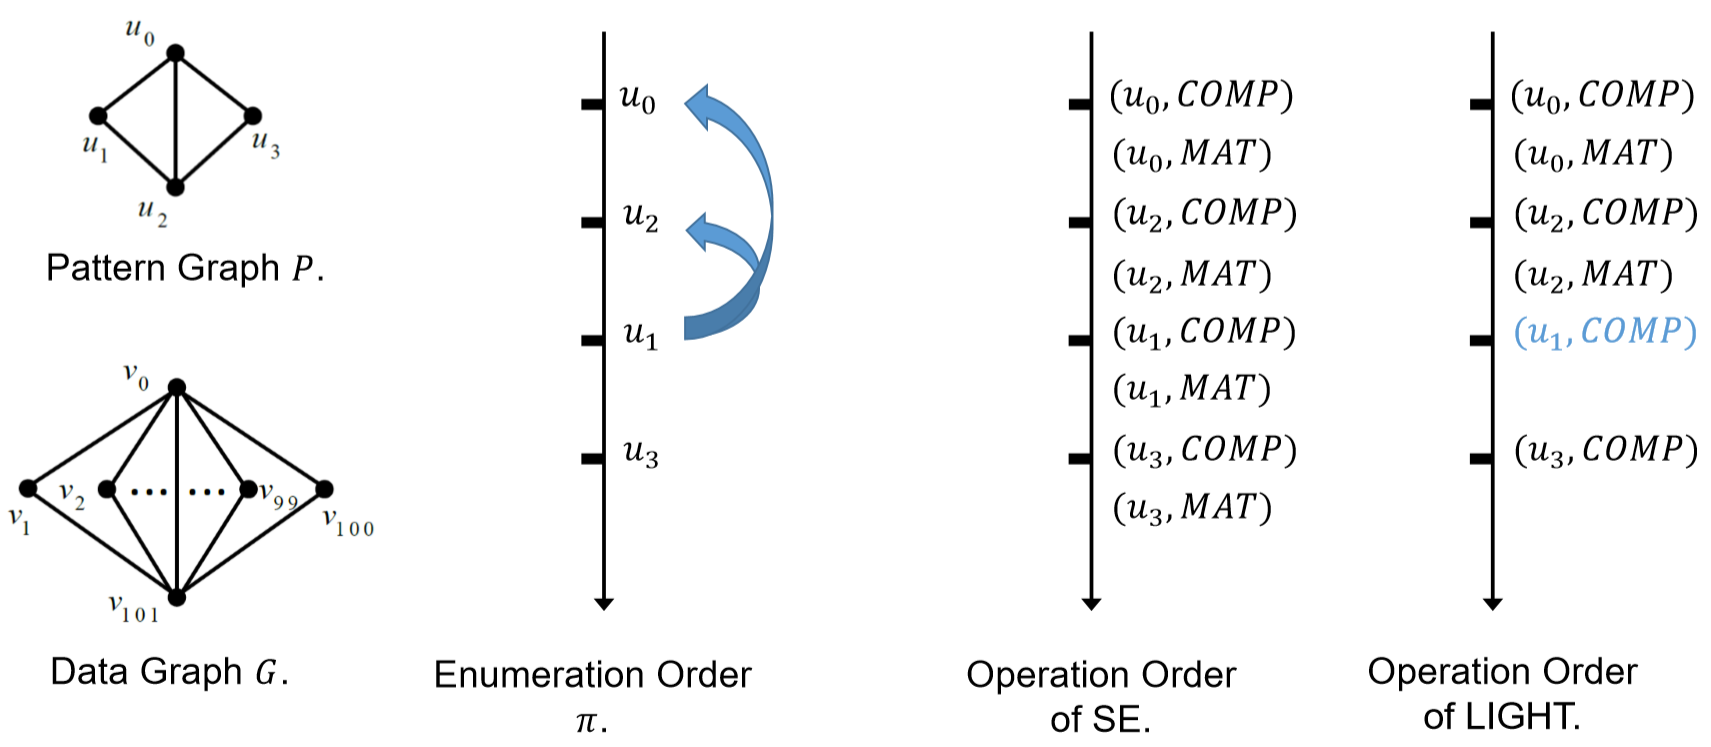 u₀
u₁
u₃
u₂
Pattern Graph P.
v₀
v₁
v₂
... ...
v₉₉
v₁₀₀
v₁₀₁
Data Graph G.
u₀
u₂
u₁
u₃
Enumeration Order
π.
(u₀, COMP)
(u₀, MAT)
(u₂, COMP)
(u₂, MAT)
(u₁, COMP)
(u₁, MAT)
(u₃, COMP)
(u₃, MAT)
Operation Order
of SE.
(u₀, COMP)
(u₀, MAT)
(u₂, COMP)
(u₂, MAT)
(u₁, COMP)
(u₃, COMP)
Operation Order
of LIGHT.